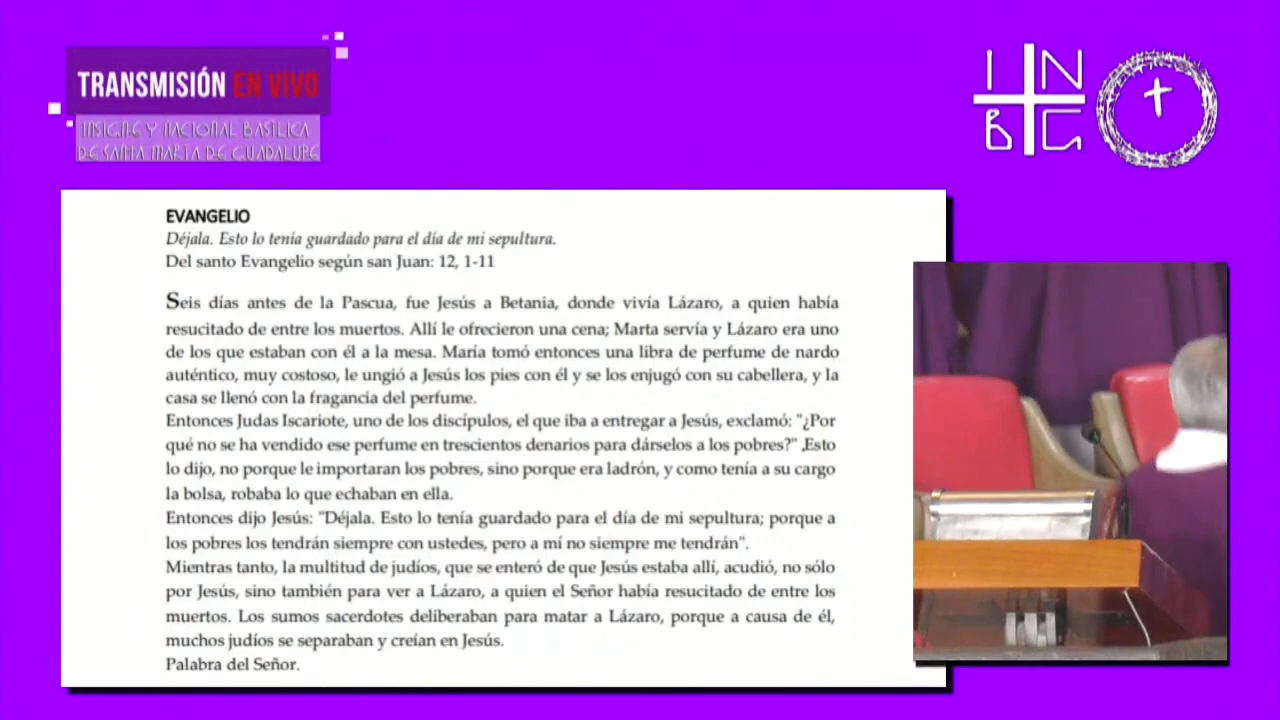 TRANSMISIÓN EN VIVO
INSIGNE Y NACIONAL BASÍLICA
DE SANTA MARÍA DE GUADALUPE
I N
B G
EVANGELIO
Déjala. Esto lo tenía guardado para el día de mi sepultura.
Del santo Evangelio según san Juan: 12, 1-11
Seis días antes de la Pascua, fue Jesús a Betania, donde vivía Lázaro, a quien había
resucitado de entre los muertos. Allí le ofrecieron una cena; Marta servía y Lázaro era uno
de los que estaban con él a la mesa. María tomó entonces una libra de perfume de nardo
auténtico, muy costoso, le ungió a Jesús los pies con él y se los enjugó con su cabellera, y la
casa se llenó con la fragancia del perfume.
Entonces Judas Iscariote, uno de los discípulos, el que iba a entregar a Jesús, exclamó: "¿Por
qué no se ha vendido ese perfume en trescientos denarios para dárselos a los pobres?" .Esto
lo dijo, no porque le importaran los pobres, sino porque era ladrón, y como tenía a su cargo
la bolsa, robaba lo que echaban en ella.
Entonces dijo Jesús: "Déjala. Esto lo tenía guardado para el día de mi sepultura; porque a
los pobres los tendrán siempre con ustedes, pero a mí no siempre me tendrán".
Mientras tanto, la multitud de judíos, que se enteró de que Jesús estaba allí, acudió, no sólo
por Jesús, sino también para ver a Lázaro, a quien el Señor había resucitado de entre los
muertos. Los sumos sacerdotes deliberaban para matar a Lázaro, porque a causa de él,
muchos judíos se separaban y creían en Jesús.
Palabra del Señor.